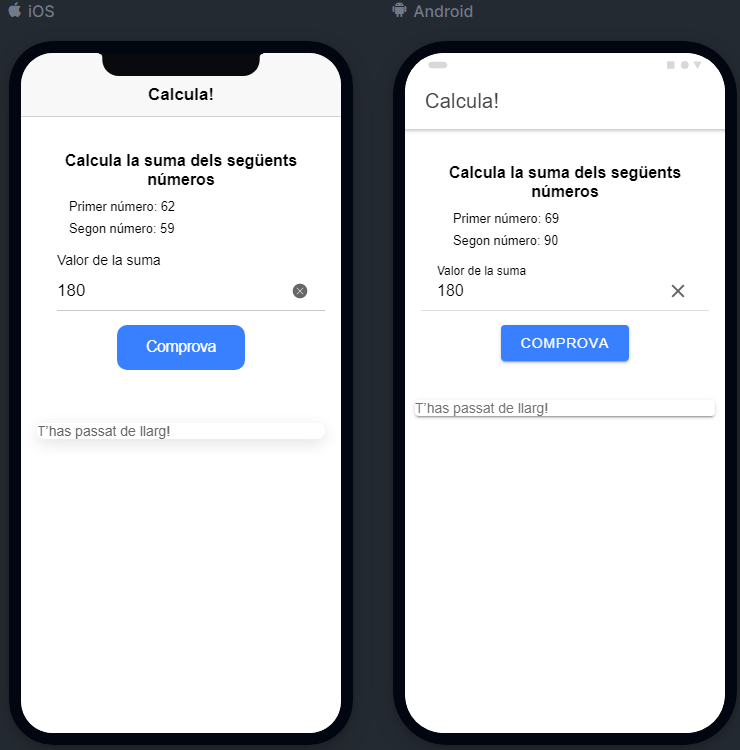 iOS
Calcula!
Calcula la suma dels següents
números
Primer número: 62
Segon número: 59
Valor de la suma
180
Comprova
T'has passat de llarg!
Android
Calcula!
Calcula la suma dels següents
números
Primer número: 69
Segon número: 90
Valor de la suma
180
COMPROVA
T'has passat de llarg!